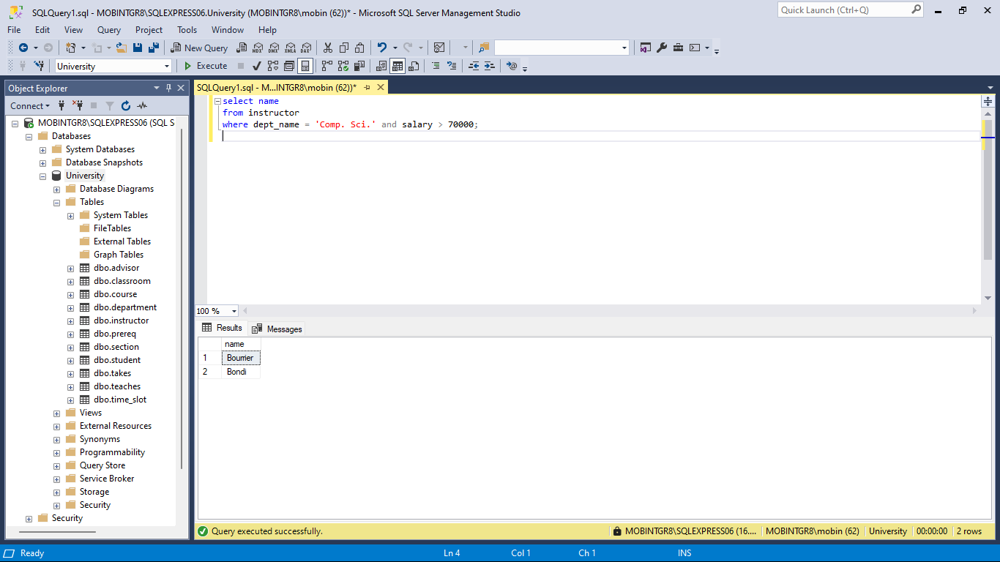 SQLQuery1.sql - MOBINTGR8\SQLEXPRESS06.University (MOBINTGR8\mobin (62))* - Microsoft SQL Server Management Studio
Quick Launch (Ctrl+Q)
File Edit View Query Project Tools Window Help
New Query MDX DMX XMLA DAX
University Execute
Object Explorer
Connect
MOBINTGR8\SQLEXPRESS06 (SQL S
Databases
System Databases
Database Snapshots
University
Database Diagrams
Tables
System Tables
FileTables
External Tables
Graph Tables
dbo.advisor
dbo.classroom
dbo.course
dbo.department
dbo.instructor
dbo.prereq
dbo.section
dbo.student
dbo.takes
dbo.teaches
dbo.time_slot
Views
External Resources
Synonyms
Programmability
Query Store
Service Broker
Storage
Security
Security
SQLQuery1.sql - M...INTGR8\mobin (62))*
select name
from instructor
where dept_name = 'Comp. Sci.' and salary > 70000;
100 %
Results Messages
name
1 Bourrier
2 Bondi
Query executed successfully.
MOBINTGR8\SQLEXPRESS06 (16.... MOBINTGR8\mobin (62) University 00:00:00 2 rows
Ready Ln 4 Col 1 Ch 1 INS